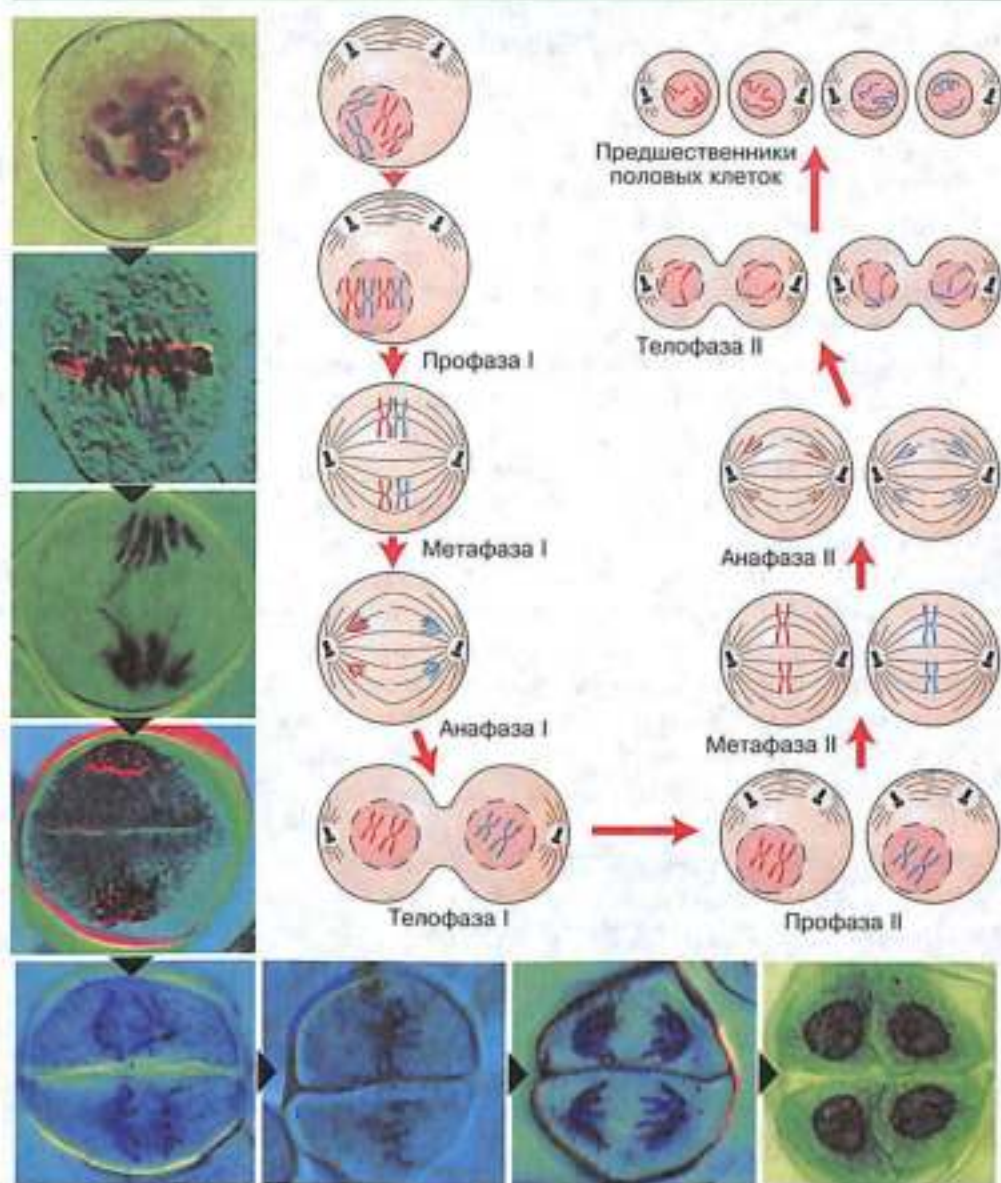 Профаза I
Метафаза I
Анафаза I
Телофаза I
Профаза II
Метафаза II
Анафаза II
Телофаза II
Предшественники
половых клеток